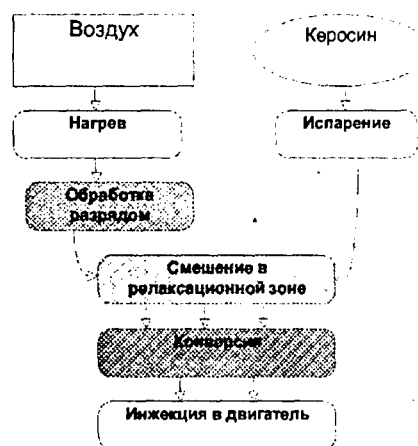 Воздух
Керосин
Нагрев
Испарение
Обработка
разрядом
Смешение в
релаксационной зоне
Конверсия
Инжекция в двигатель